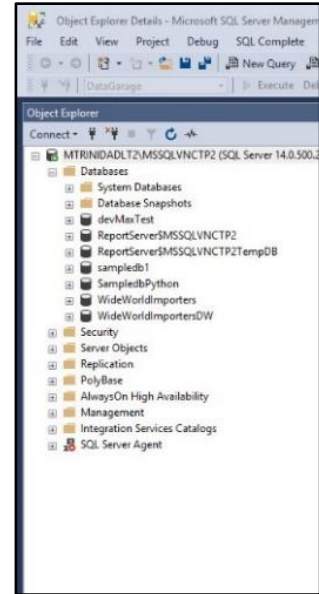 Object Explorer Details - Microsoft SQL Server Managem
File Edit View Project Debug SQL Complete
New Query
DataGarage Execute De
Object Explorer
Connect
MTRINIDADLT2\MSSQLVNCTP2 (SQL Server 14.0.500.2
Databases
System Databases
Database Snapshots
devMaxTest
ReportServer$MSSQLVNCTP2
ReportServer$MSSQLVNCTP2TempDB
sampledb1
SampledbPython
WideWorldImporters
WideWorldImportersDW
Security
Server Objects
Replication
PolyBase
AlwaysOn High Availability
Management
Integration Services Catalogs
SQL Server Agent